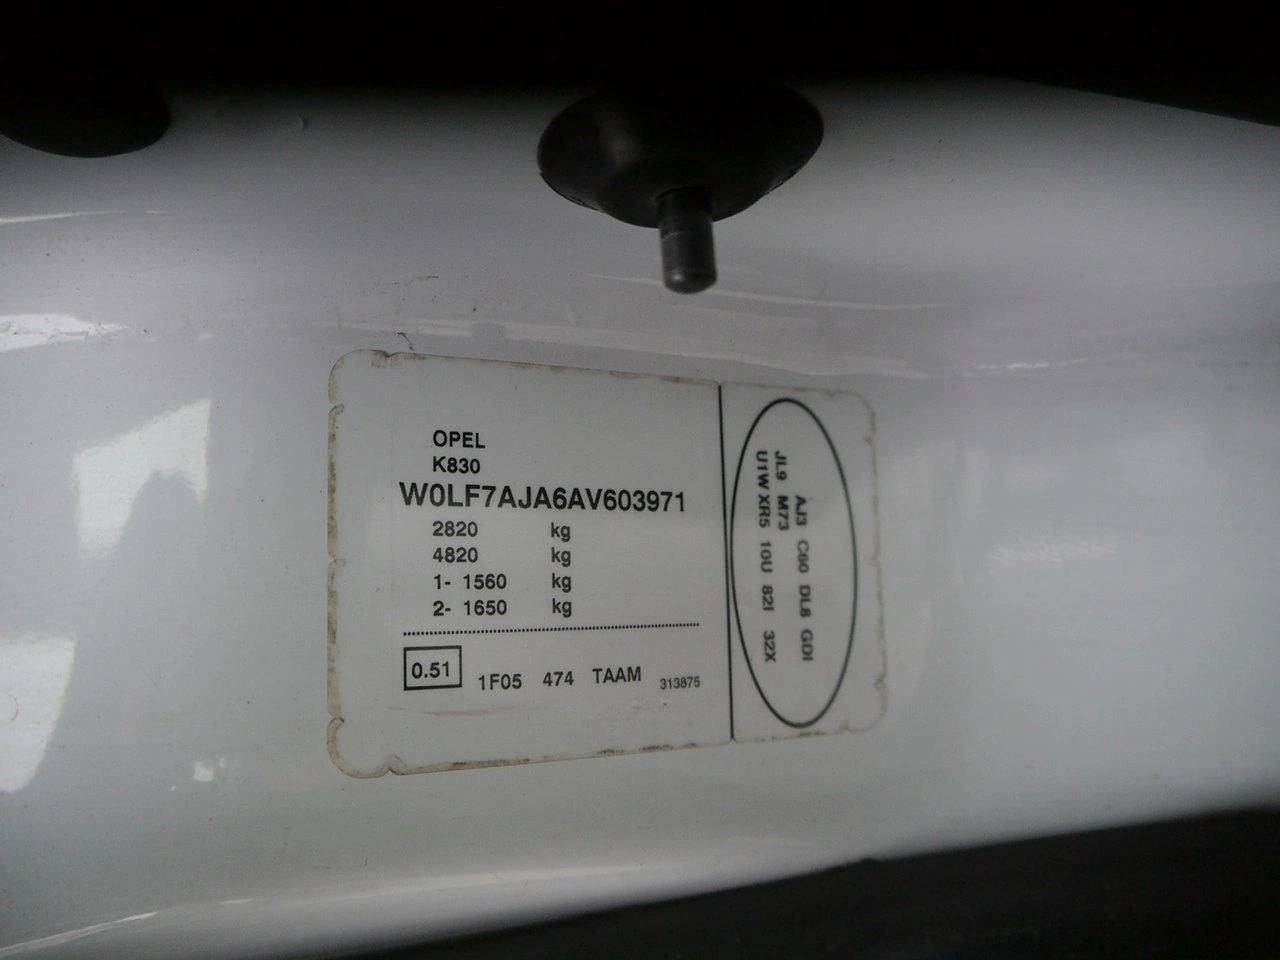 OPEL
K830
W0LF7AJA6AV603971
2820 kg
4820 kg
1- 1560 kg
2- 1650 kg
0.51 1F05 474 TAAM 313875
AJ3 C60 DL8 GDI
JL9 M73
U1W XR5 10U 82I 32X